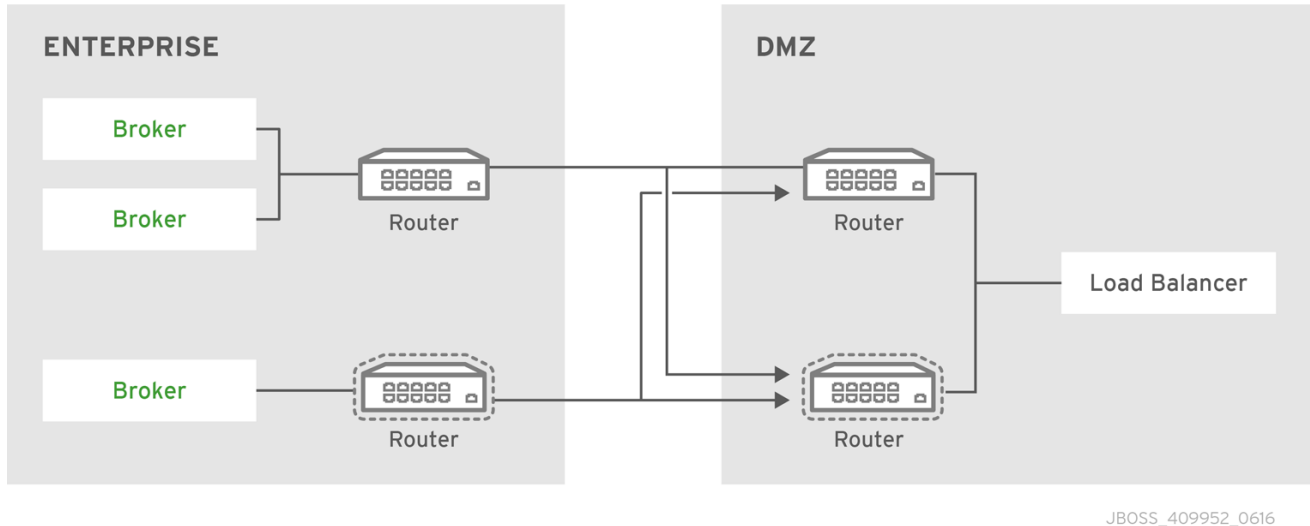 ENTERPRISE
DMZ
Broker
Broker
Router
Router
Load Balancer
Broker
Router
Router
JBOSS_409952_0616